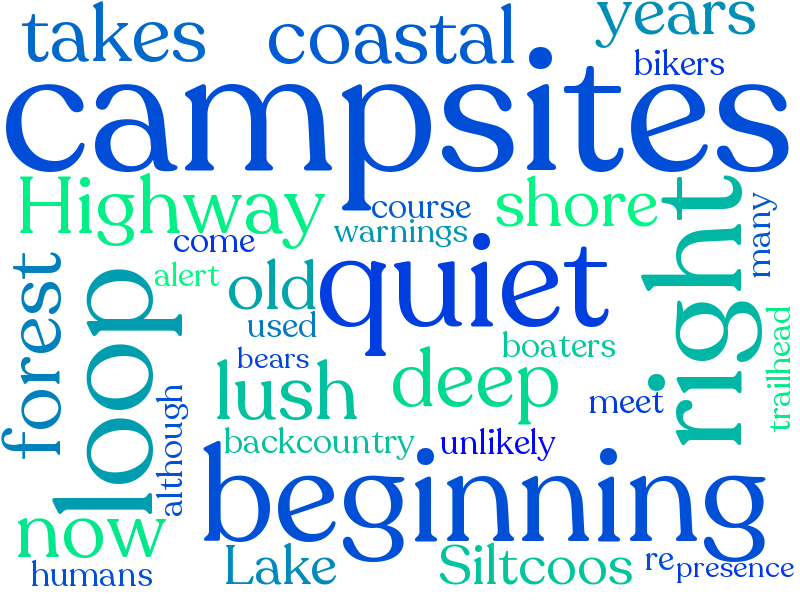 takes coastal years
bikers
campsites
Highway course shore right many
come warnings
forest loop alert old quiet
used boaters trailhead
bears
lush deep
although meet
backcountry unlikely
beginning
now
humans Lake Siltcoos re presence